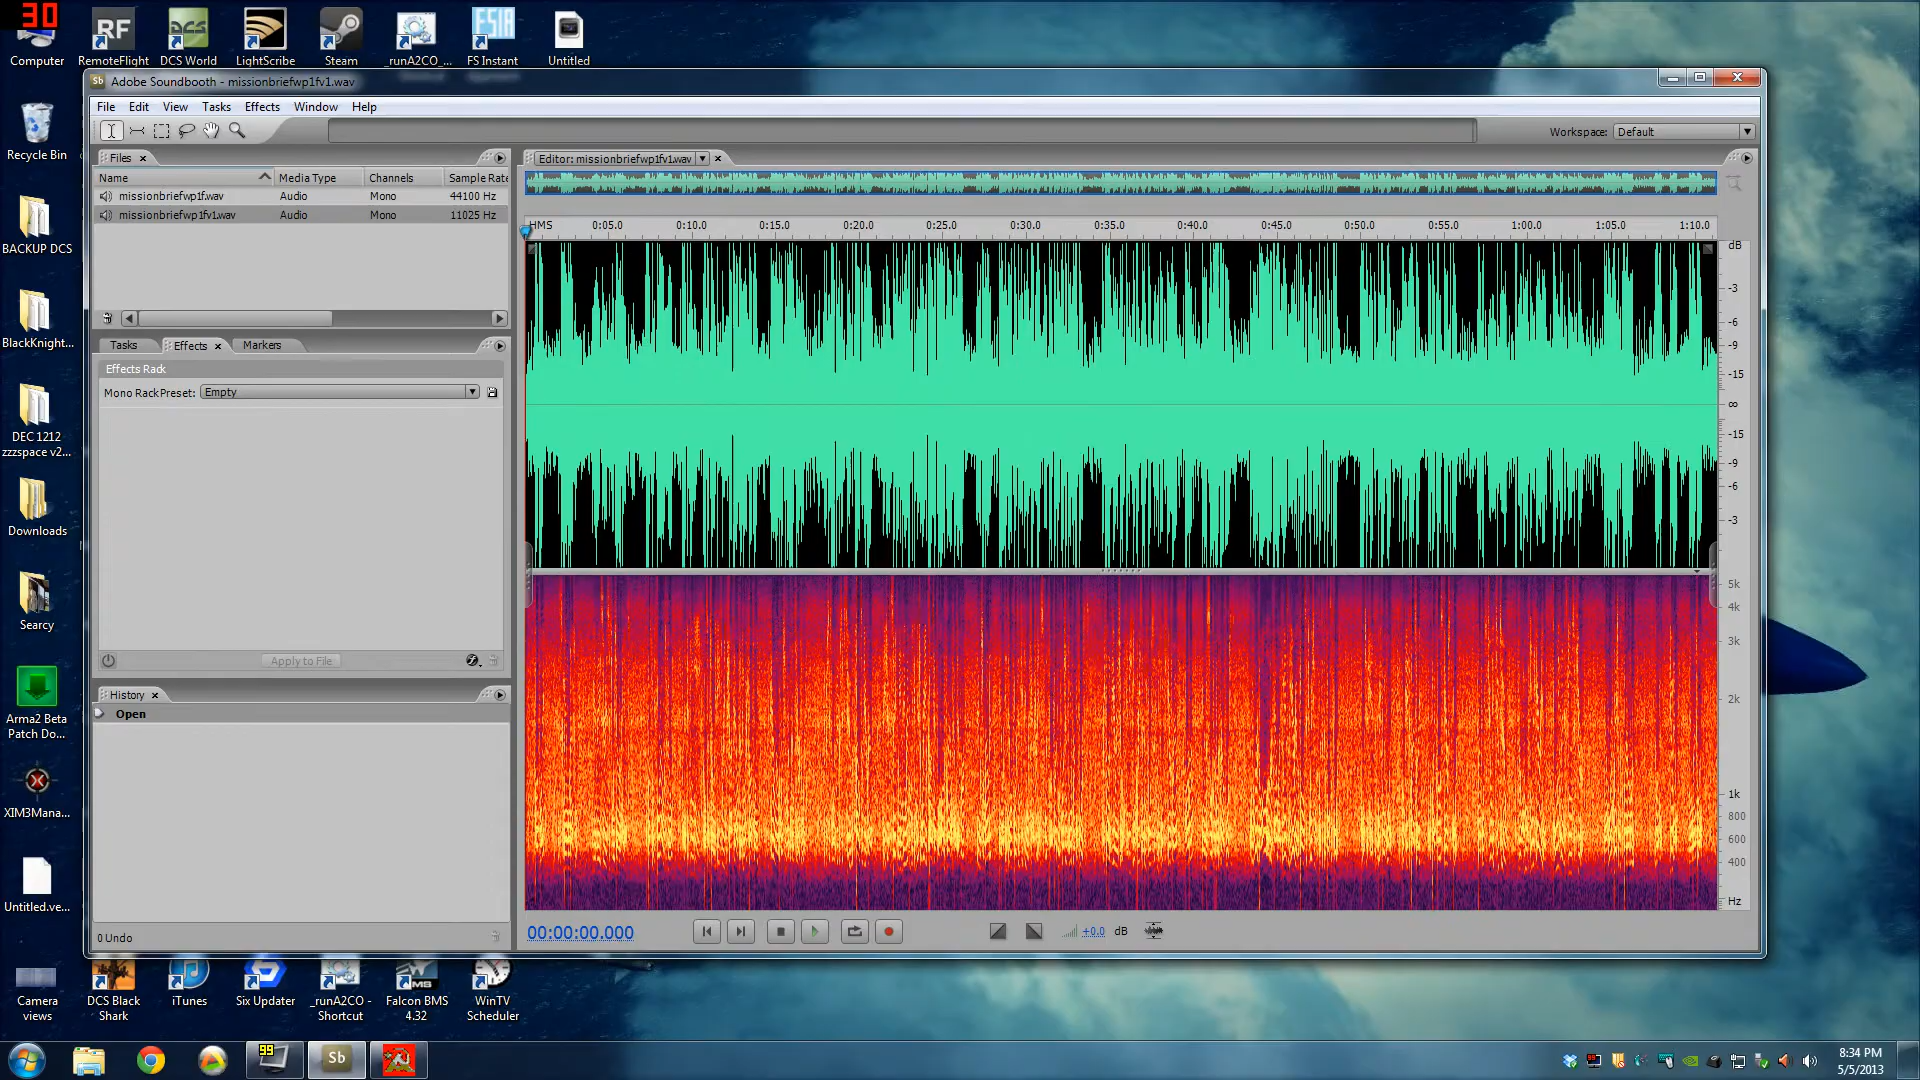 30
RF
DCS
FSIA
Computer
RemoteFlight
DCS World
LightScribe
Steam
_runA2CO_...
FS Instant
Untitled
Sb
Adobe Soundbooth - missionbriefwp1fv1.wav
File Edit View Tasks Effects Window Help
Workspace: Default
Files
Editor: missionbriefwp1fv1.wav
Name Media Type Channels Sample Rate
missionbriefwp1f.wav Audio Mono 44100 Hz
missionbriefwp1fv1.wav Audio Mono 11025 Hz
HMS 0:05.0 0:10.0 0:15.0 0:20.0 0:25.0 0:30.0 0:35.0 0:40.0 0:45.0 0:50.0 0:55.0 1:00.0 1:05.0 1:10.0
dB
-3
-6
-9
-15
∞
-15
-9
-6
-3
5k
4k
3k
2k
1k
800
600
400
Hz
Tasks Effects Markers
Effects Rack
Mono Rack Preset: Empty
Apply to File
History
Open
0 Undo
00:00:00.000
+0.0 dB
Recycle Bin
BACKUP DCS
BlackKnight...
DEC 1212
zzzspace v2...
Downloads
Searcy
Arma2 Beta
Patch Do...
XIM3Mana...
Untitled.ve...
Camera
views
DCS Black
Shark
iTunes
Six Updater
_runA2CO -
Shortcut
Falcon BMS
4.32
WinTV
Scheduler
99
Sb
8:34 PM
5/5/2013